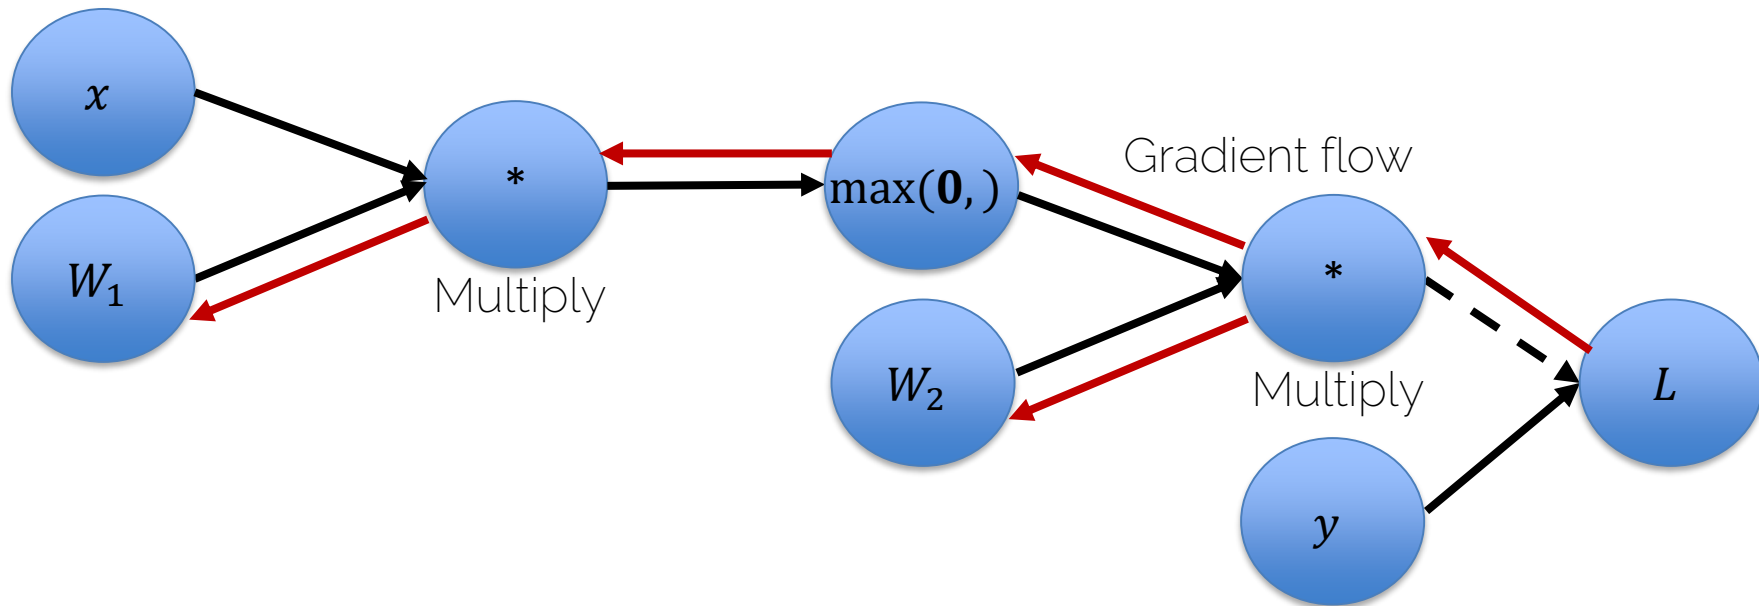 x
W₁
*
Multiply
max(0, )
Gradient flow
W₂
*
Multiply
y
L